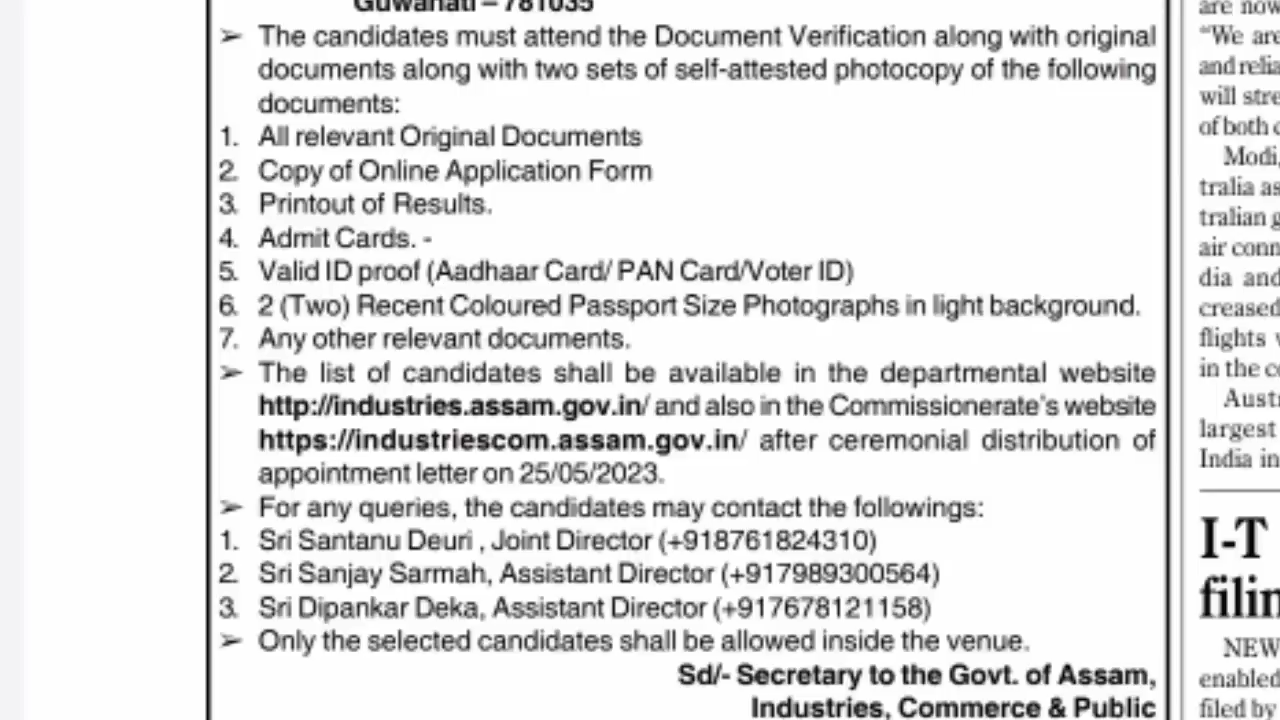 Guwahati – 781035
➢ The candidates must attend the Document Verification along with original
documents along with two sets of self-attested photocopy of the following
documents:
1. All relevant Original Documents
2. Copy of Online Application Form
3. Printout of Results.
4. Admit Cards. -
5. Valid ID proof (Aadhaar Card/ PAN Card/Voter ID)
6. 2 (Two) Recent Coloured Passport Size Photographs in light background.
7. Any other relevant documents.
➢ The list of candidates shall be available in the departmental website
http://industries.assam.gov.in/ and also in the Commissionerate's website
https://industriescom.assam.gov.in/ after ceremonial distribution of
appointment letter on 25/05/2023.
➢ For any queries, the candidates may contact the followings:
1. Sri Santanu Deuri , Joint Director (+918761824310)
2. Sri Sanjay Sarmah, Assistant Director (+917989300564)
3. Sri Dipankar Deka, Assistant Director (+917678121158)
➢ Only the selected candidates shall be allowed inside the venue.
Sd/- Secretary to the Govt. of Assam,
Industries, Commerce & Public
are now
"We are
and relia
will stre
of both c
Modi,
tralia as
tralian g
air conn
dia and
creased
flights w
in the co
Austr
largest
India in
I-T
filin
NEW
enabled
filed by